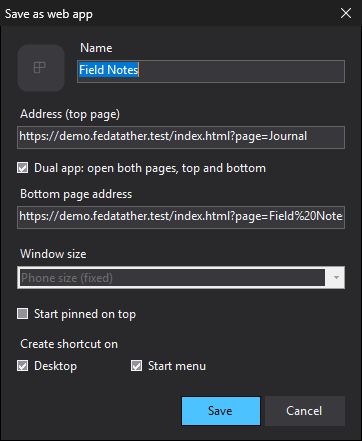 Save as web app
Name
Field Notes
Address (top page)
https://demo.fedatather.test/index.html?page=Journal
Dual app: open both pages, top and bottom
Bottom page address
https://demo.fedatather.test/index.html?page=Field%20Note
Window size
Phone size (fixed)
Start pinned on top
Create shortcut on
Desktop
Start menu
Save
Cancel